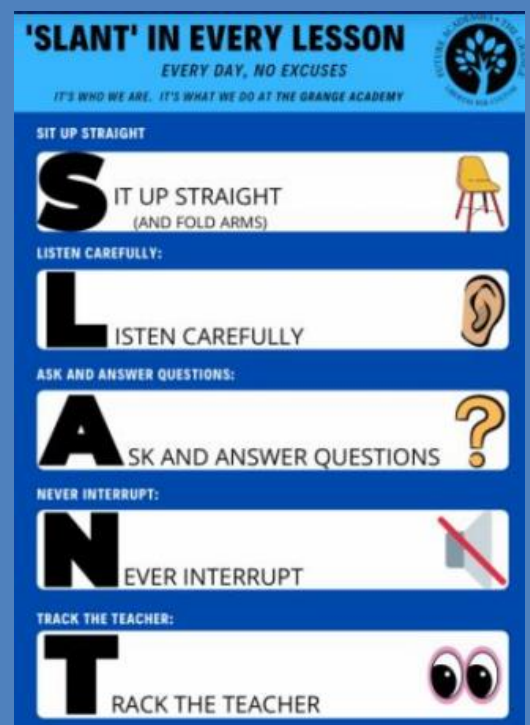 'SLANT' IN EVERY LESSON
EVERY DAY, NO EXCUSES
IT'S WHO WE ARE. IT'S WHAT WE DO AT THE GRANGE ACADEMY
SIT UP STRAIGHT
SIT UP STRAIGHT
(AND FOLD ARMS)
LISTEN CAREFULLY:
LISTEN CAREFULLY
ASK AND ANSWER QUESTIONS:
ASK AND ANSWER QUESTIONS
NEVER INTERRUPT:
NEVER INTERRUPT
TRACK THE TEACHER:
TRACK THE TEACHER